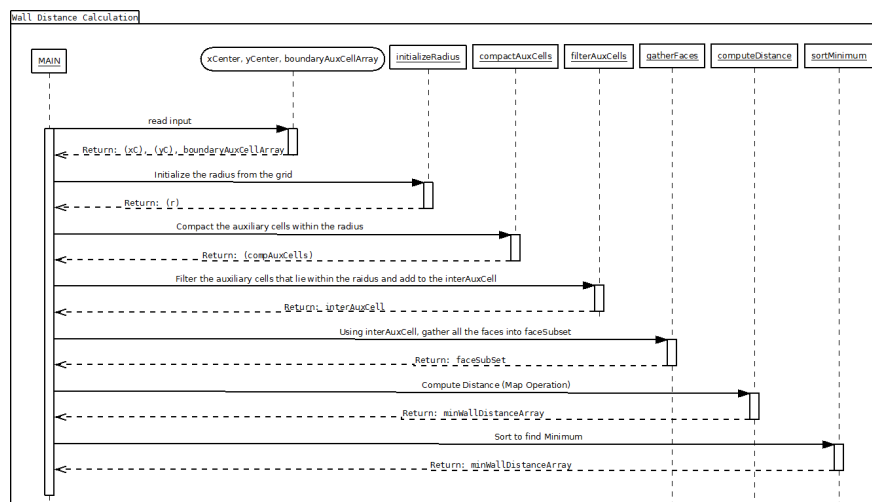 Wall Distance Calculation
MAIN
xCenter, yCenter, boundaryAuxCellArray
initializeRadius
compactAuxCells
filterAuxCells
gatherFaces
computeDistance
sortMinimum
read input
Return: (xC), (yC), boundaryAuxCellArray
Initialize the radius from the grid
Return: (r)
Compact the auxiliary cells within the radius
Return: (compAuxCells)
Filter the auxiliary cells that lie within the raidus and add to the interAuxCell
Return: interAuxCell
Using interAuxCell, gather all the faces into faceSubset
Return: faceSubSet
Compute Distance (Map Operation)
Return: minWallDistanceArray
Sort to find Minimum
Return: minWallDistanceArray